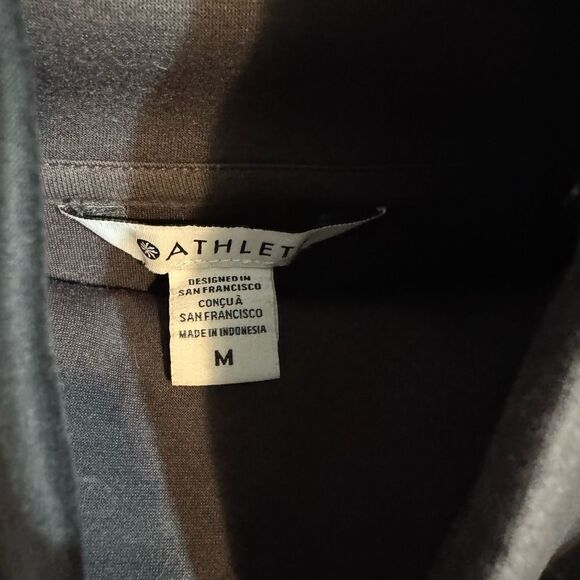 ATHLET
DESIGNED IN
SAN FRANCISCO
CONÇU À
SAN FRANCISCO
MADE IN INDONESIA
M